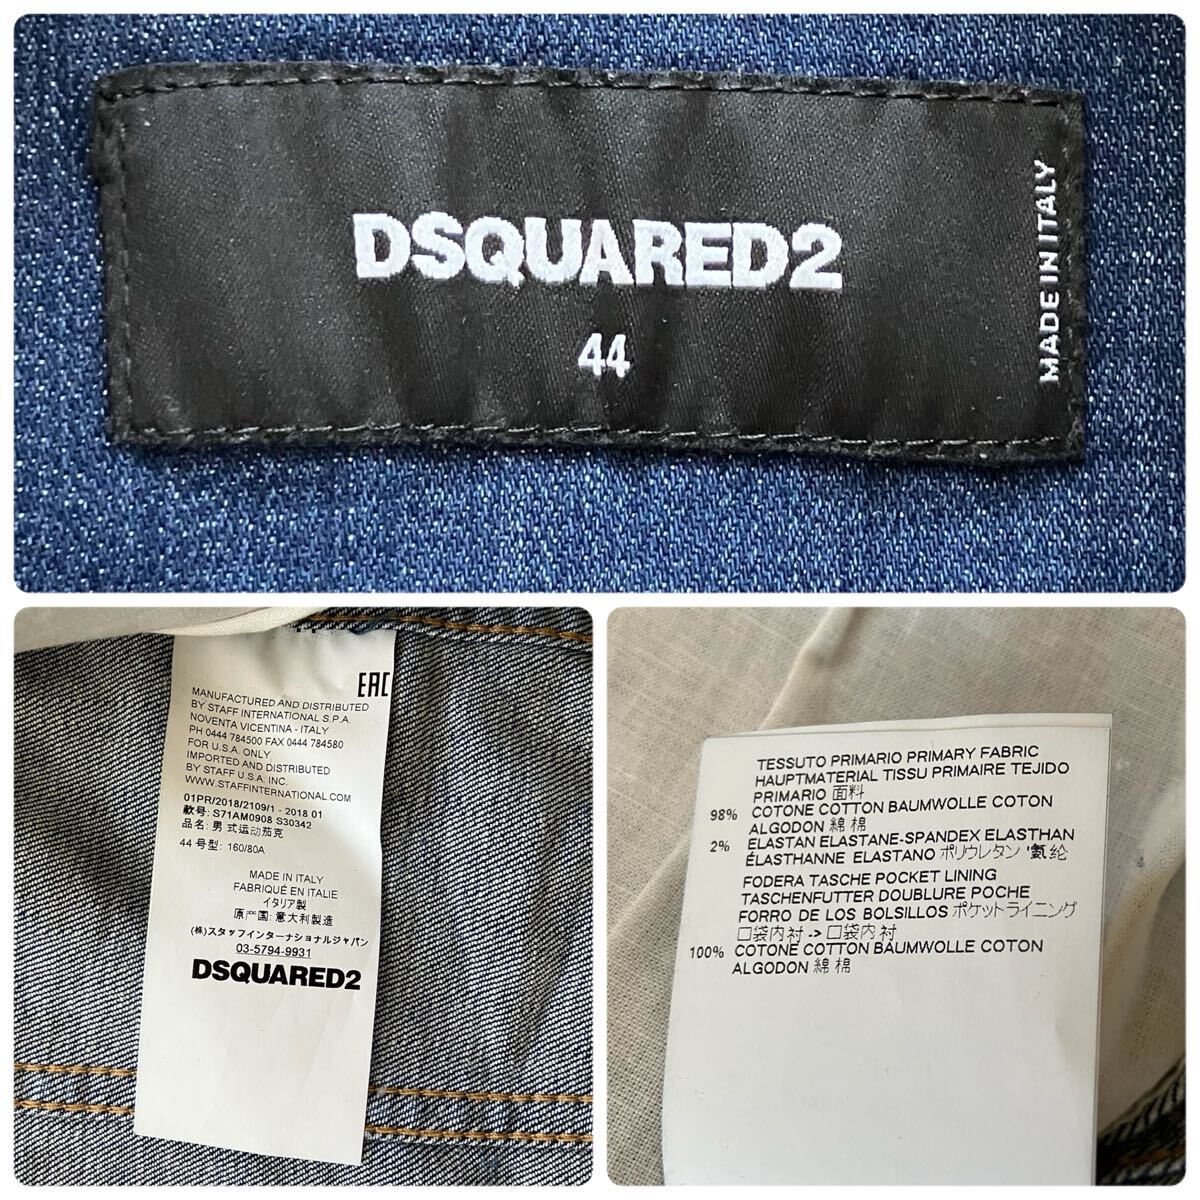 DSQUARED2
44
MADE IN ITALY
EAC
MANUFACTURED AND DISTRIBUTED
BY STAFF INTERNATIONAL S.P.A.
NOVENTA VICENTINA - ITALY
PH 0444 784500 FAX 0444 784580
FOR U.S.A. ONLY
IMPORTED AND DISTRIBUTED
BY STAFF U.S.A. INC.
WWW.STAFFINTERNATIONAL.COM
01PR/2018/2109/1 - 2018 01
款号: S71AM0908 S30342
品名: 男 式运动茄克
44 号型: 160/80A
MADE IN ITALY
FABRIQUÉ EN ITALIE
イタリア製
原产国: 意大利製造
(株)スタッフインターナショナルジャパン
03-5794-9931
DSQUARED2
TESSUTO PRIMARIO PRIMARY FABRIC
HAUPTMATERIAL TISSU PRIMAIRE TEJIDO
PRIMARIO 面料
98% COTONE COTTON BAUMWOLLE COTON
ALGODON 綿 棉
2% ELASTAN ELASTANE-SPANDEX ELASTHAN
ÉLASTHANNE ELASTANO ポリウレタン '氨纶
FODERA TASCHE POCKET LINING
TASCHENFUTTER DOUBLURE POCHE
FORRO DE LOS BOLSILLOS ポケットライニング
口袋内衬 -> 口袋内衬
100% COTONE COTTON BAUMWOLLE COTON
ALGODON 綿 棉